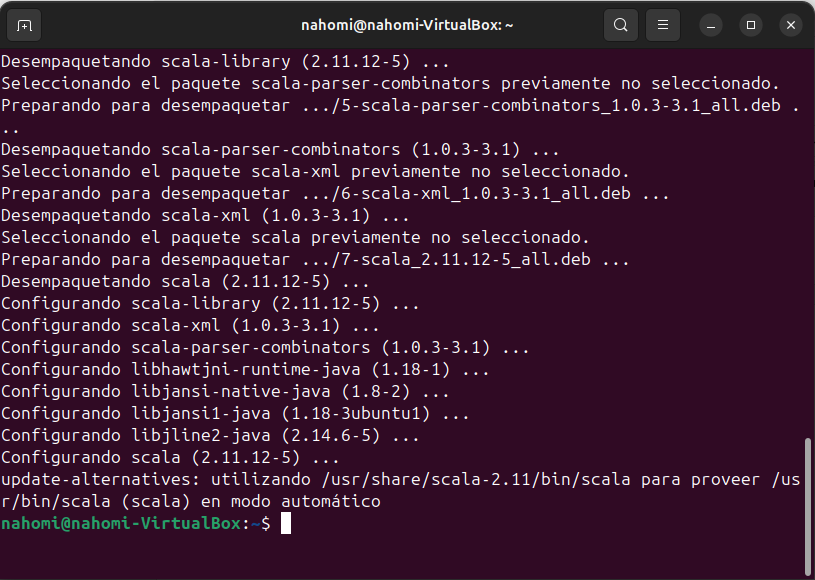 nahomi@nahomi-VirtualBox: ~
Desempaquetando scala-library (2.11.12-5) ...
Seleccionando el paquete scala-parser-combinators previamente no seleccionado.
Preparando para desempaquetar .../5-scala-parser-combinators_1.0.3-3.1_all.deb .
..
Desempaquetando scala-parser-combinators (1.0.3-3.1) ...
Seleccionando el paquete scala-xml previamente no seleccionado.
Preparando para desempaquetar .../6-scala-xml_1.0.3-3.1_all.deb ...
Desempaquetando scala-xml (1.0.3-3.1) ...
Seleccionando el paquete scala previamente no seleccionado.
Preparando para desempaquetar .../7-scala_2.11.12-5_all.deb ...
Desempaquetando scala (2.11.12-5) ...
Configurando scala-library (2.11.12-5) ...
Configurando scala-xml (1.0.3-3.1) ...
Configurando scala-parser-combinators (1.0.3-3.1) ...
Configurando libhawtjni-runtime-java (1.18-1) ...
Configurando libjansi-native-java (1.8-2) ...
Configurando libjansi1-java (1.18-3ubuntu1) ...
Configurando libjline2-java (2.14.6-5) ...
Configurando scala (2.11.12-5) ...
update-alternatives: utilizando /usr/share/scala-2.11/bin/scala para proveer /us
r/bin/scala (scala) en modo automático
nahomi@nahomi-VirtualBox:~$